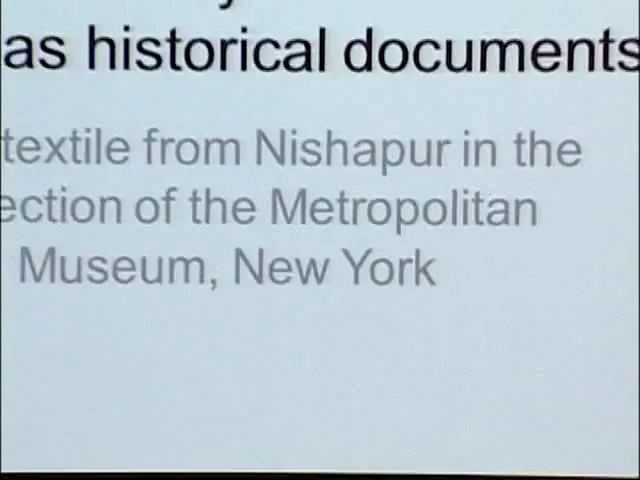 as historical documents
textile from Nishapur in the
ection of the Metropolitan
Museum, New York